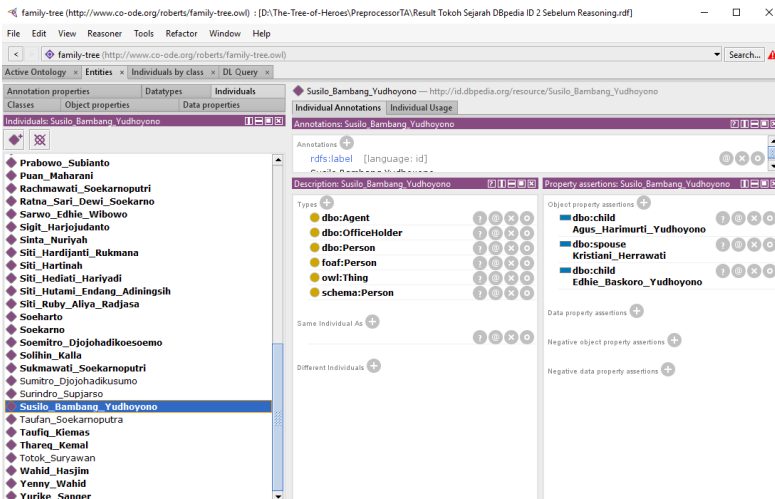 family-tree (http://www.co-ode.org/roberts/family-tree.owl) : [D:\The-Tree-of-Heroes\PreprocessorTA\Result Tokoh Sejarah DBpedia ID 2 Sebelum Reasoning.rdf]
File Edit View Reasoner Tools Refactor Window Help
< > family-tree (http://www.co-ode.org/roberts/family-tree.owl) Search...
Active Ontology × Entities × Individuals by class × DL Query ×
Annotation properties Datatypes Individuals
Classes Object properties Data properties
Individuals: Susilo_Bambang_Yudhoyono
Prabowo_Subianto
Puan_Maharani
Rachmawati_Soekarnoputri
Ratna_Sari_Dewi_Soekarno
Sarwo_Edhie_Wibowo
Sigit_Harjojudanto
Sinta_Nuriyah
Siti_Hardijanti_Rukmana
Siti_Hartinah
Siti_Hediati_Hariyadi
Siti_Hutami_Endang_Adiningsih
Siti_Ruby_Aliya_Radjasa
Soeharto
Soekarno
Soemitro_Djojohadikoesoemo
Solihin_Kalla
Sukmawati_Soekarnoputri
Sumitro_Djojohadikusumo
Surindro_Supjarso
Susilo_Bambang_Yudhoyono
Taufan_Soekarnoputra
Taufiq_Kiemas
Thareq_Kemal
Totok_Suryawan
Wahid_Hasjim
Yenny_Wahid
Yurike_Sanger
Susilo_Bambang_Yudhoyono — http://id.dbpedia.org/resource/Susilo_Bambang_Yudhoyono
Individual Annotations Individual Usage
Annotations: Susilo_Bambang_Yudhoyono
Annotations
rdfs:label [language: id]
Susilo Bambang Yudhoyono
Description: Susilo_Bambang_Yudhoyono
Types
dbo:Agent
dbo:OfficeHolder
dbo:Person
foaf:Person
owl:Thing
schema:Person
Same Individual As
Different Individuals
Property assertions: Susilo_Bambang_Yudhoyono
Object property assertions
dbo:child
Agus_Harimurti_Yudhoyono
dbo:spouse
Kristiani_Herrawati
dbo:child
Edhie_Baskoro_Yudhoyono
Data property assertions
Negative object property assertions
Negative data property assertions